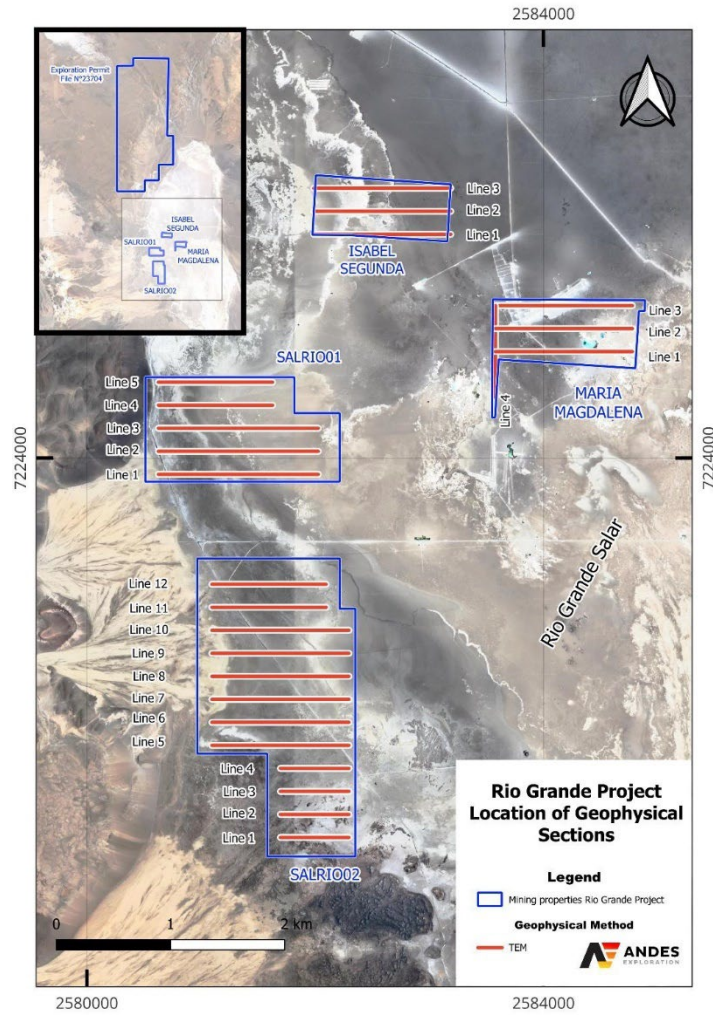 2584000
Exploration Permit
File N°23704
ISABEL
SEGUNDA
SALRIO01
MARIA
MAGDALENA
SALRIO02
Line 3
Line 2
Line 1
ISABEL
SEGUNDA
Line 3
Line 2
Line 1
Line 4
MARIA
MAGDALENA
SALRIO01
Line 5
Line 4
Line 3
Line 2
Line 1
7224000
7224000
Rio Grande Salar
Line 12
Line 11
Line 10
Line 9
Line 8
Line 7
Line 6
Line 5
Line 4
Line 3
Line 2
Line 1
SALRIO02
0 1 2 km
Rio Grande Project
Location of Geophysical
Sections
Legend
Mining properties Rio Grande Project
Geophysical Method
TEM
ANDES
EXPLORATION
2580000
2584000